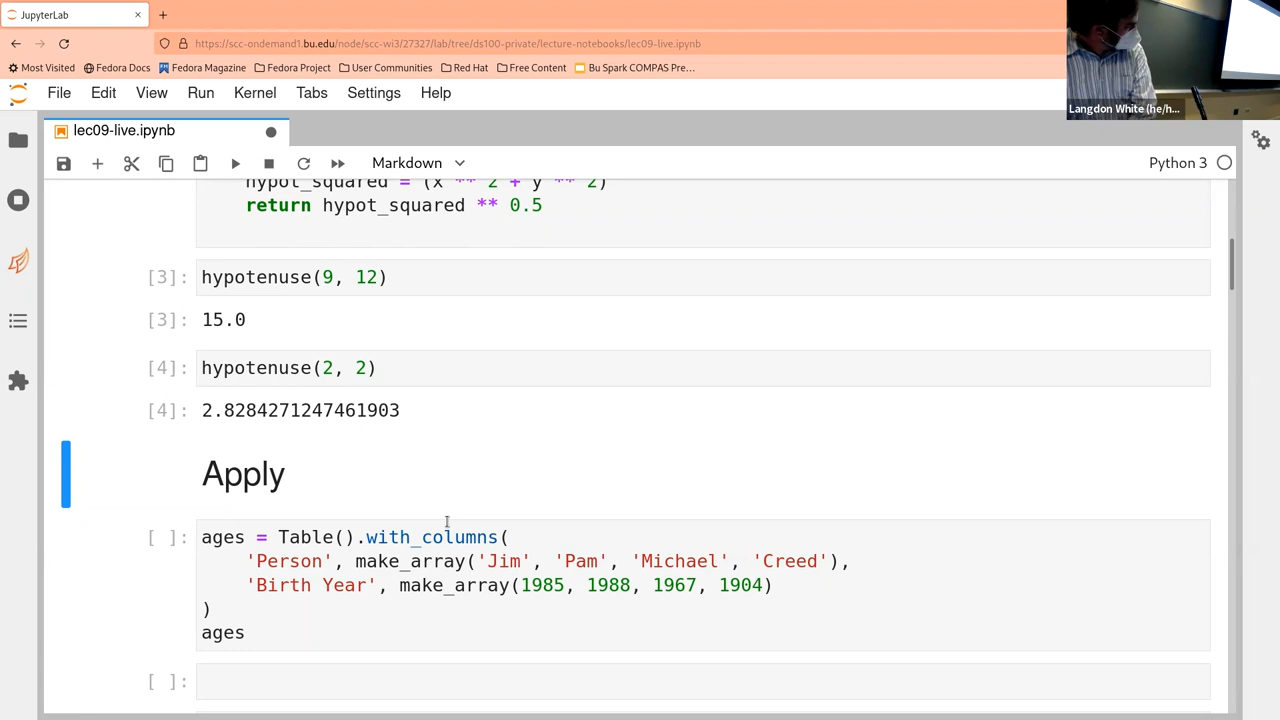 JupyterLab
https://scc-ondemand1.bu.edu/node/scc-wi3/27327/lab/tree/ds100-private/lecture-notebooks/lec09-live.ipynb
Most Visited Fedora Docs Fedora Magazine Fedora Project User Communities Red Hat Free Content Bu Spark COMPAS Pre…
Langdon White (he/h...
File Edit View Run Kernel Tabs Settings Help
lec09-live.ipynb
Markdown Python 3
hypot_squared = (x ** 2 + y ** 2)
return hypot_squared ** 0.5
[3]: hypotenuse(9, 12)
[3]: 15.0
[4]: hypotenuse(2, 2)
[4]: 2.8284271247461903
Apply
[ ]: ages = Table().with_columns(
'Person', make_array('Jim', 'Pam', 'Michael', 'Creed'),
'Birth Year', make_array(1985, 1988, 1967, 1904)
)
ages
[ ]: